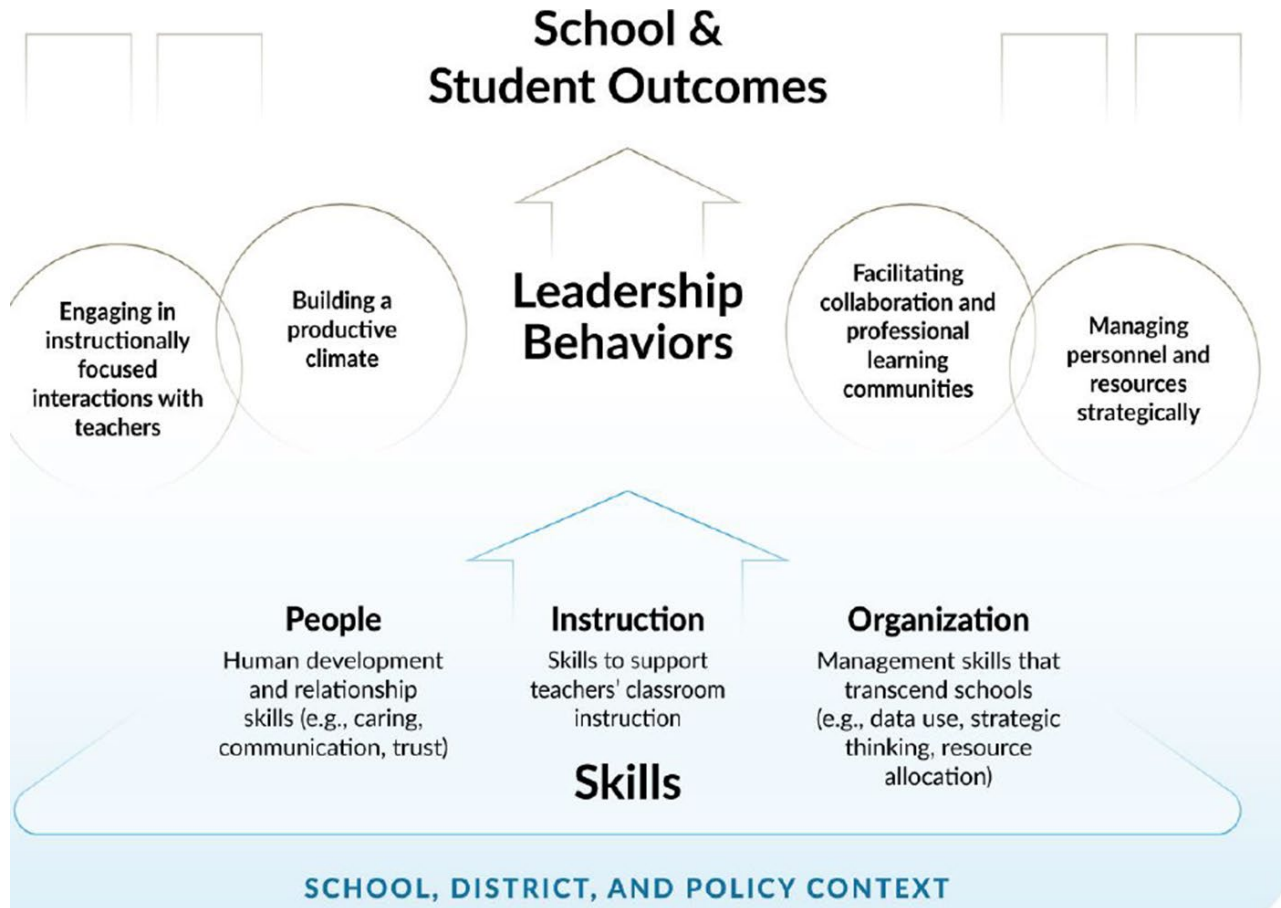 School &
Student Outcomes
Engaging in
instructionally
focused
interactions with
teachers
Building a
productive
climate
Leadership
Behaviors
Facilitating
collaboration and
professional
learning
communities
Managing
personnel and
resources
strategically
People
Human development
and relationship
skills (e.g., caring,
communication, trust)
Instruction
Skills to support
teachers' classroom
instruction
Organization
Management skills that
transcend schools
(e.g., data use, strategic
thinking, resource
allocation)
Skills
SCHOOL, DISTRICT, AND POLICY CONTEXT